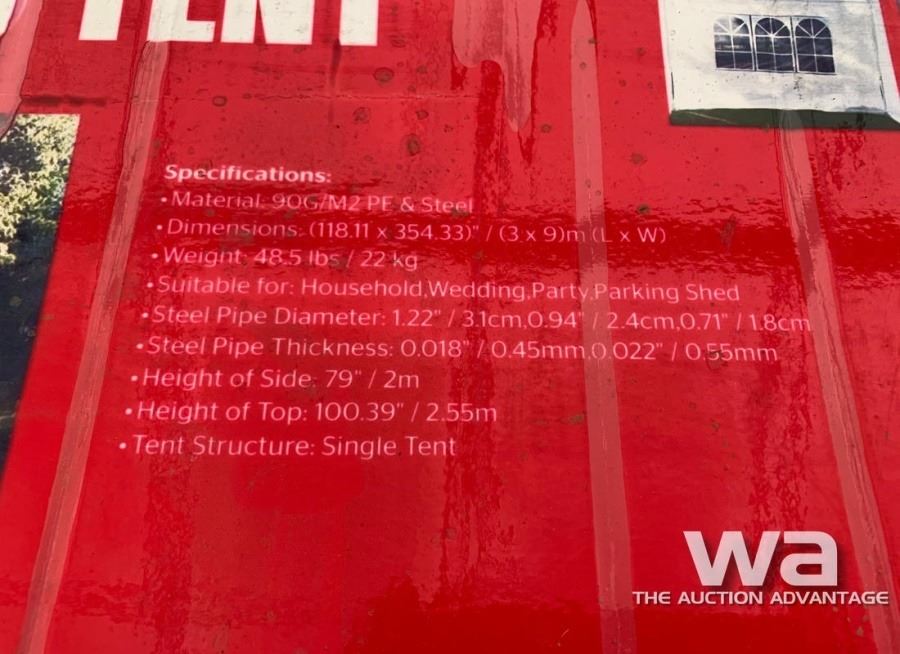 TENT
Specifications:
• Material: 90G/M2 PE & Steel
• Dimensions: (118.11 x 354.33)" / (3 x 9)m (L x W)
• Weight: 48.5 lbs / 22 kg
• Suitable for: Household,Wedding,Party,Parking Shed
• Steel Pipe Diameter: 1.22" / 3.1cm,0.94" / 2.4cm,0.71" / 1.8cm
• Steel Pipe Thickness: 0.018" / 0.45mm,0.022" / 0.55mm
• Height of Side: 79" / 2m
• Height of Top: 100.39" / 2.55m
• Tent Structure: Single Tent
wa
THE AUCTION ADVANTAGE